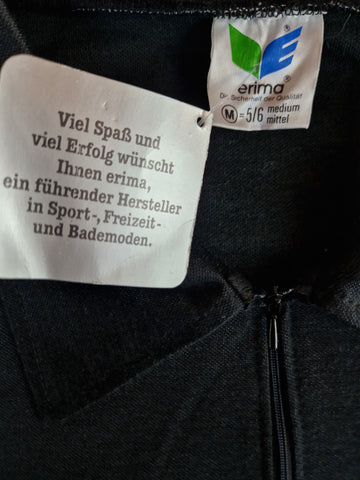 Viel Spaß und
viel Erfolg wünscht
Ihnen erima,
ein führender Hersteller
in Sport-, Freizeit-
und Bademoden.
erima®
Die Sicherheit der Qualität
M = 5/6 medium
mittel